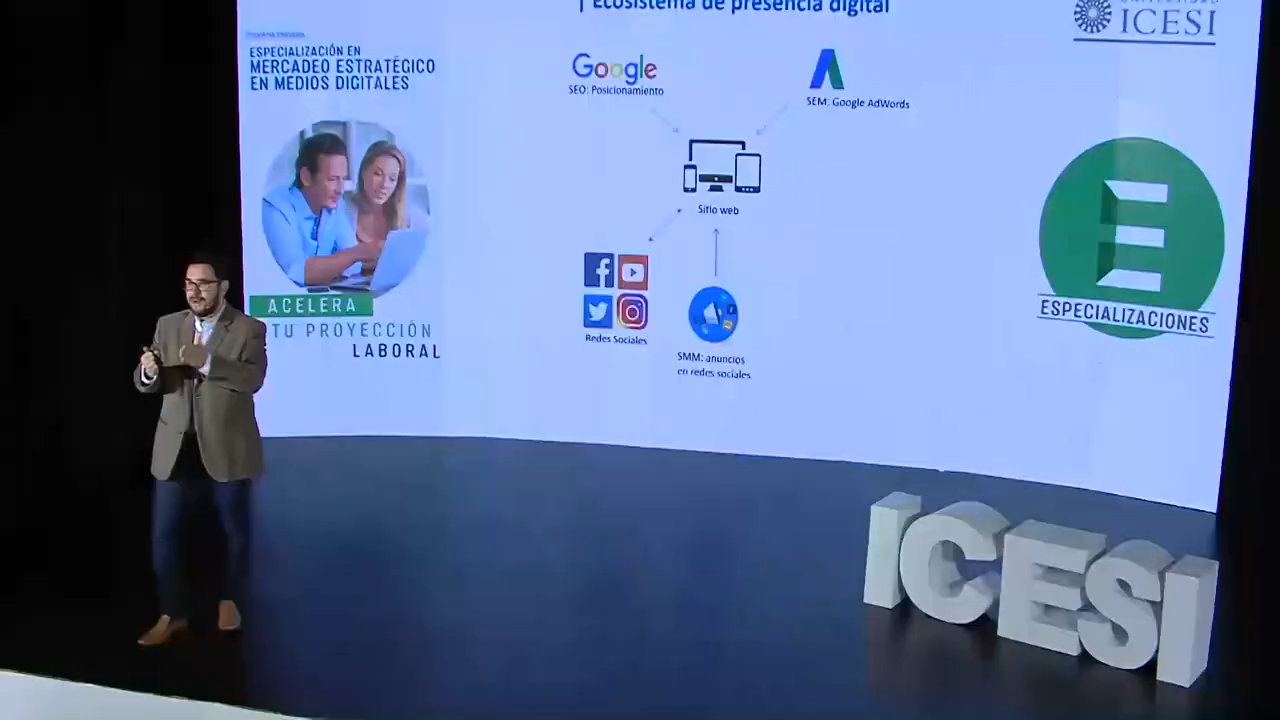 | Ecosistema de presencia digital
UNIVERSIDAD
ICESI
ESPECIALIZACIÓN EN
MERCADEO ESTRATÉGICO
EN MEDIOS DIGITALES
Google
SEO: Posicionamiento
SEM: Google AdWords
Sitio web
Redes Sociales
SMM: anuncios
en redes sociales
ACELERA
TU PROYECCIÓN
LABORAL
E
ESPECIALIZACIONES
ICESI